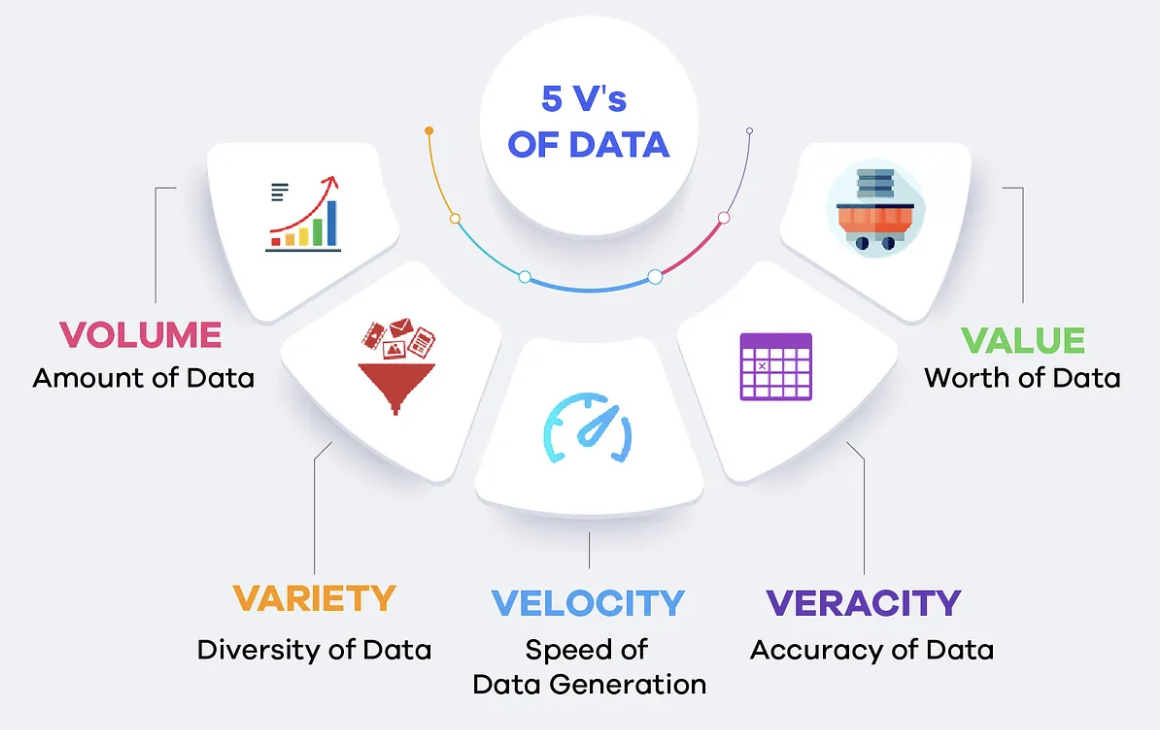 5 V's
OF DATA
VOLUME
Amount of Data
VARIETY
Diversity of Data
VELOCITY
Speed of
Data Generation
VERACITY
Accuracy of Data
VALUE
Worth of Data